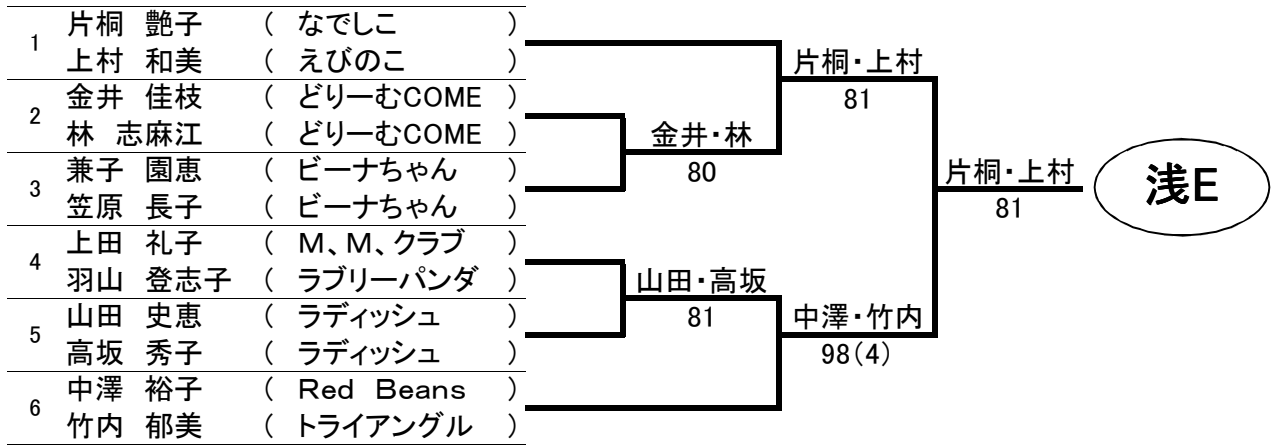 1
片桐 艶子 ( なでしこ )
上村 和美 ( えびのこ )
2
金井 佳枝 ( どりーむCOME )
林 志麻江 ( どりーむCOME )
3
兼子 園恵 ( ビーナちゃん )
笠原 長子 ( ビーナちゃん )
4
上田 礼子 ( M、M、クラブ )
羽山 登志子 ( ラブリーパンダ )
5
山田 史恵 ( ラディッシュ )
高坂 秀子 ( ラディッシュ )
6
中澤 裕子 ( Red Beans )
竹内 郁美 ( トライアングル )
金井・林
80
山田・高坂
81
片桐・上村
81
中澤・竹内
98(4)
片桐・上村
81
浅E